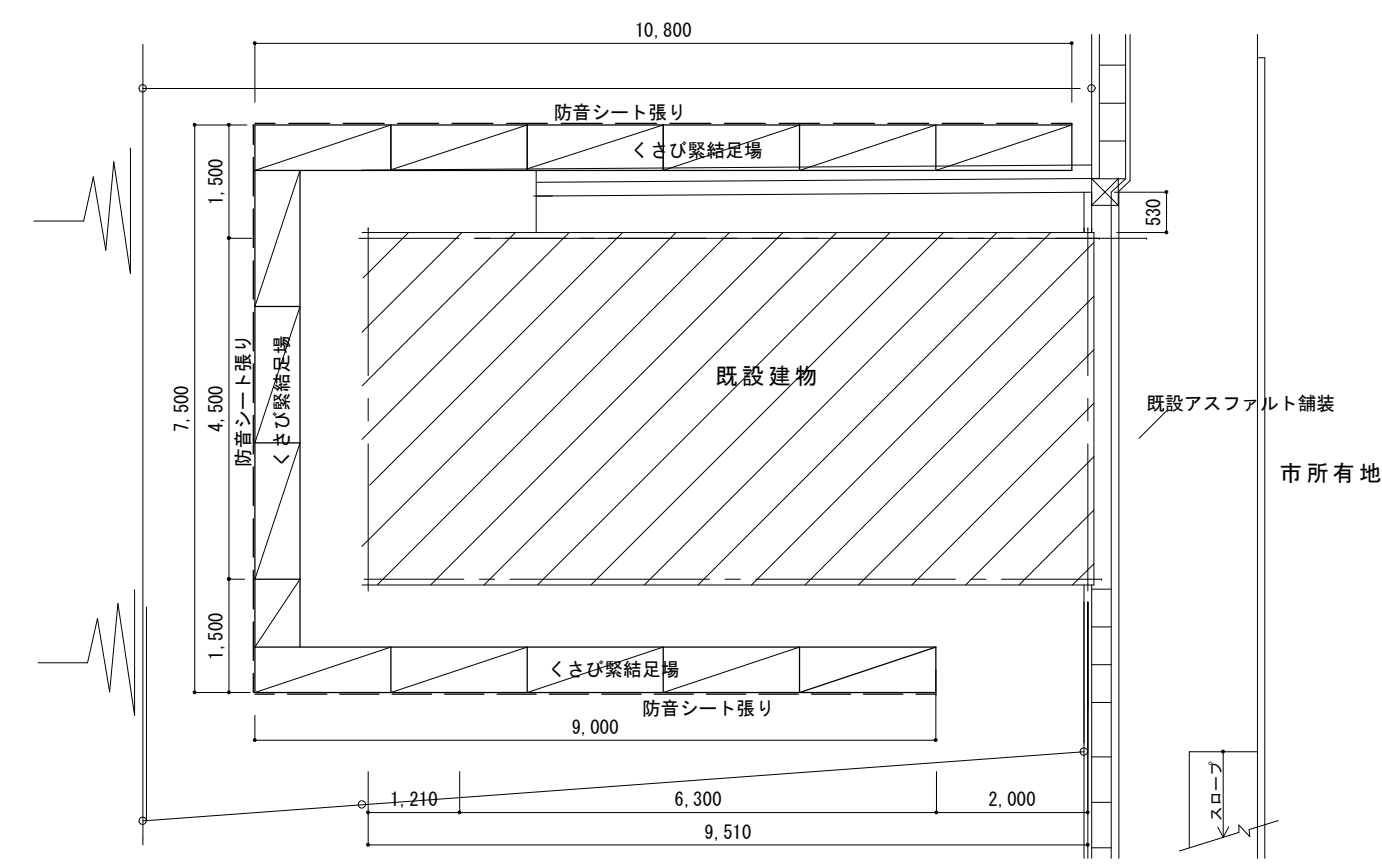 10,800
防音シート張り
くさび緊結足場
1,500
530
7,500
4,500
防音シート張り
くさび緊結足場
既設建物
既設アスファルト舗装
市所有地
1,500
くさび緊結足場
防音シート張り
9,000
スロープ
1,210
6,300
2,000
9,510